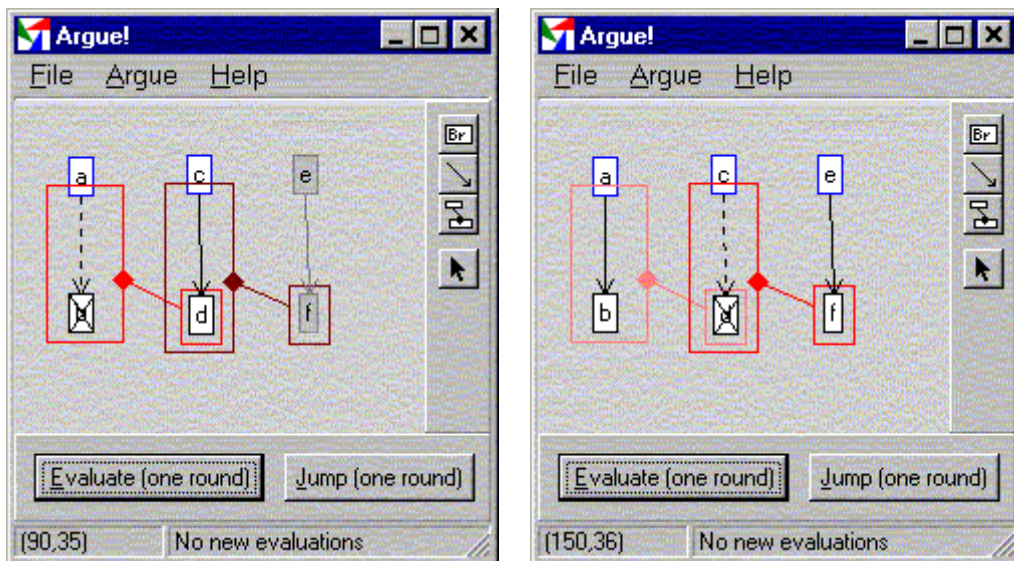 Argue!
File Argue Help
Br
a c e
b d f
Evaluate (one round) Jump (one round)
(90,35) No new evaluations
Argue!
File Argue Help
Br
a c e
b d f
Evaluate (one round) Jump (one round)
(150,36) No new evaluations